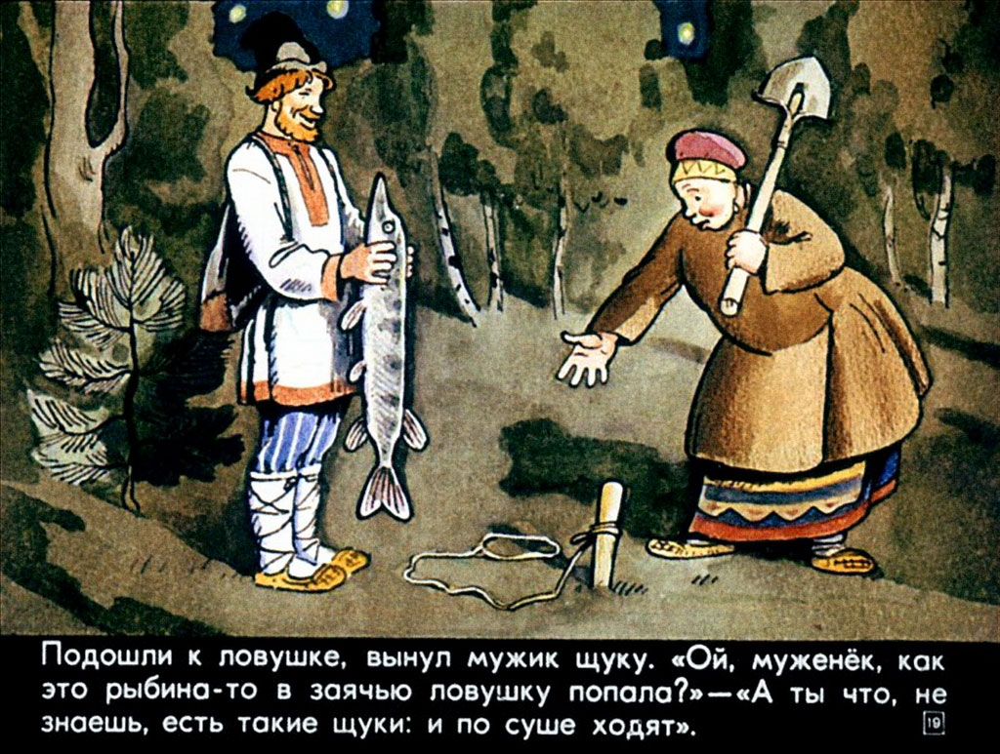 Подошли к ловушке, вынул мужик щуку. «Ой, муженёк, как
это рыбина-то в заячью ловушку попала?»—«А ты что, не
знаешь, есть такие щуки: и по суше ходят».
19